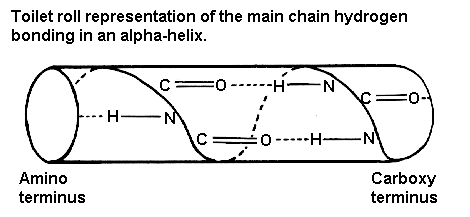 Toilet roll representation of the main chain hydrogen
bonding in an alpha-helix.
C O H N
C O
H N
C O H N
Amino
terminus
Carboxy
terminus